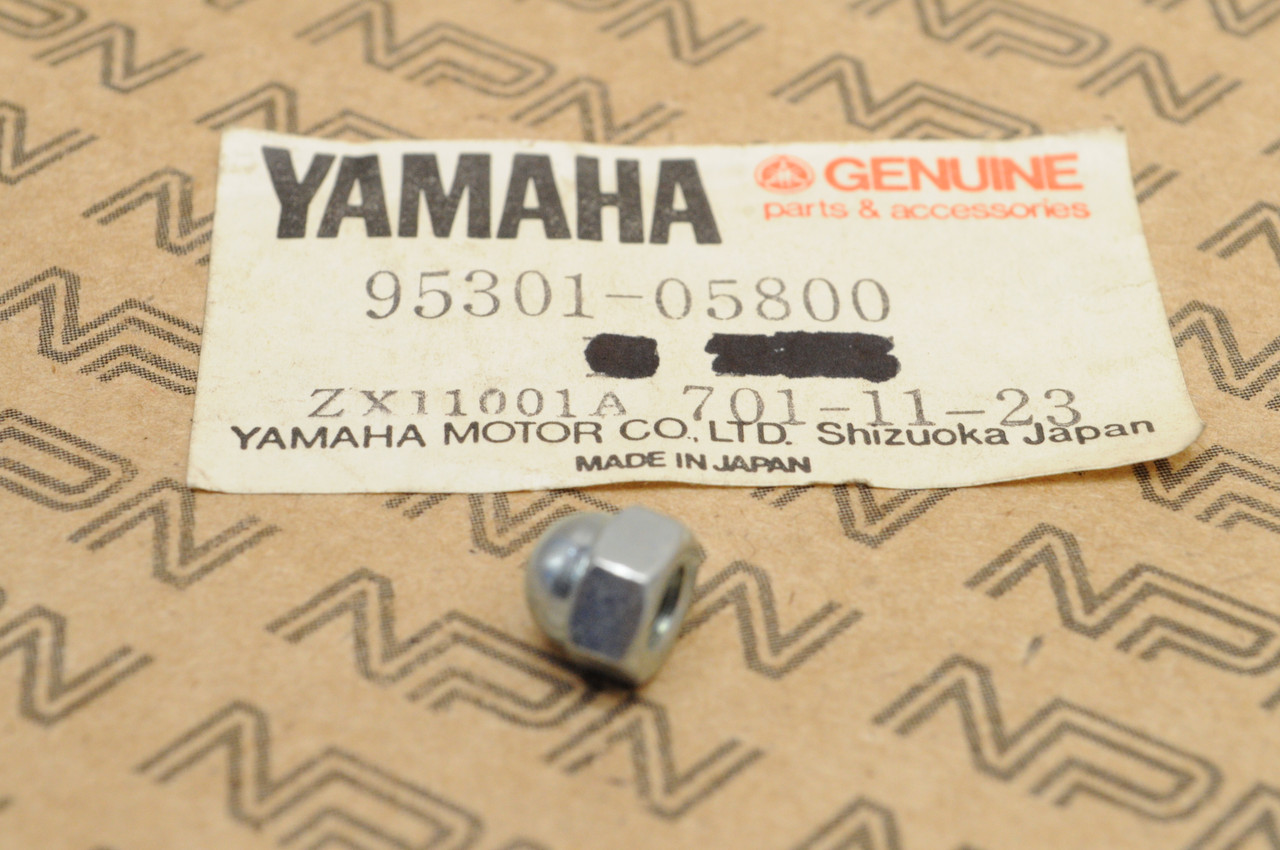 YAMAHA
GENUINE
parts & accessories
95301-05800
ZX11001A 701-11-23
YAMAHA MOTOR CO., LTD. Shizuoka Japan
MADE IN JAPAN